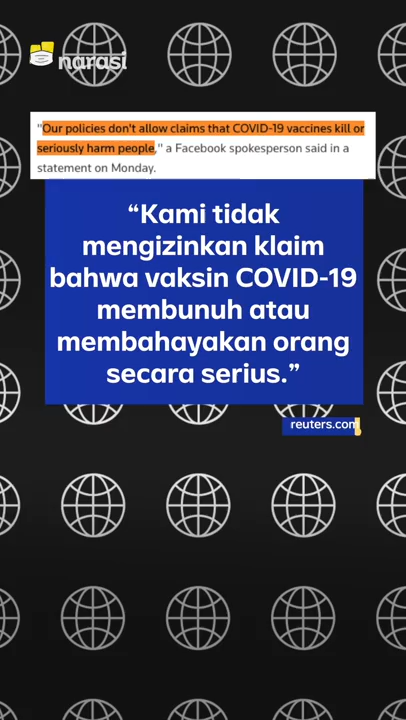 narasi
"Our policies don't allow claims that COVID-19 vaccines kill or
seriously harm people," a Facebook spokesperson said in a
statement on Monday.
“Kami tidak
mengizinkan klaim
bahwa vaksin COVID-19
membunuh atau
membahayakan orang
secara serius.”
reuters.com